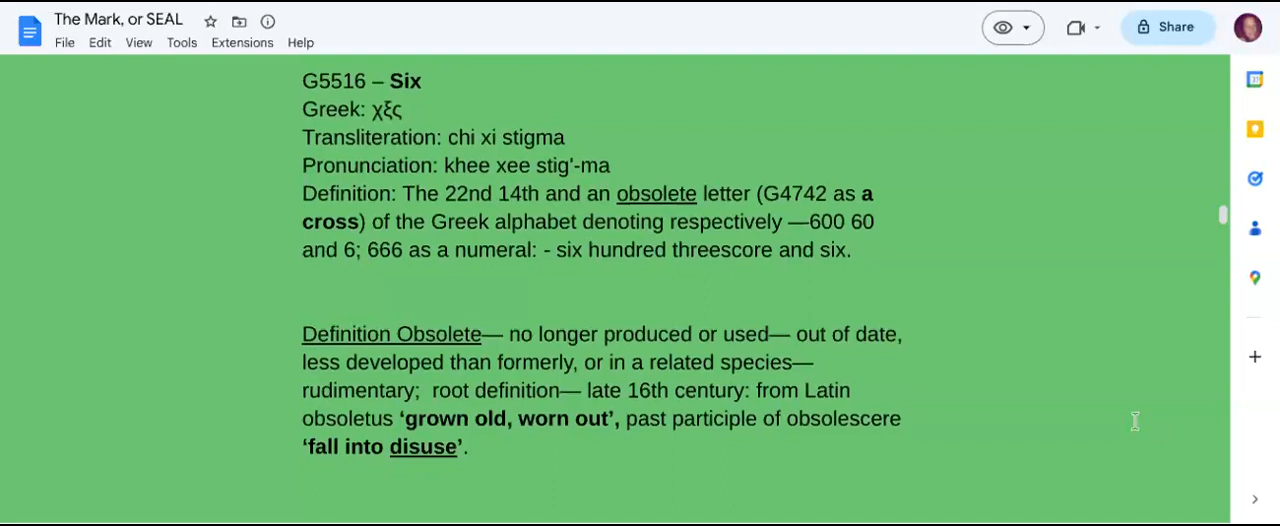 The Mark, or SEAL
File Edit View Tools Extensions Help
Share
G5516 – Six
Greek: χξς
Transliteration: chi xi stigma
Pronunciation: khee xee stig'-ma
Definition: The 22nd 14th and an obsolete letter (G4742 as a
cross) of the Greek alphabet denoting respectively —600 60
and 6; 666 as a numeral: - six hundred threescore and six.
Definition Obsolete— no longer produced or used— out of date,
less developed than formerly, or in a related species—
rudimentary;  root definition— late 16th century: from Latin
obsoletus ‘grown old, worn out’, past participle of obsolescere
‘fall into disuse’.